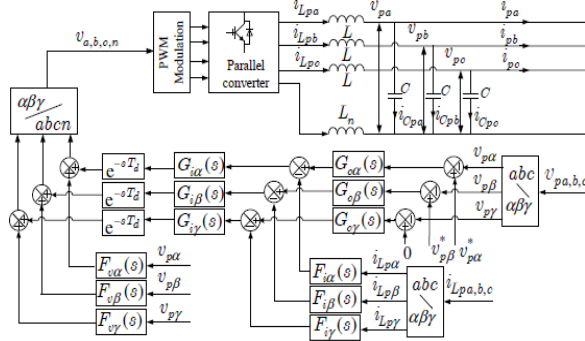 v_{a,b,c,n}
PWM
Modulation
Parallel
converter
i_{Lpa}
i_{Lpb}
i_{Lpc}
L
L
L
L_n
v_{pa}
v_{pb}
v_{pc}
i_{pa}
i_{pb}
i_{pc}
C
C
C
i_{Cpa}
i_{Cpb}
i_{Cpc}
αβγ
abcn
e^{-sT_d}
G_{iα}(s)
G_{oα}(s)
v_{pα}
abc
αβγ
v_{pa,b,c}
e^{-sT_d}
G_{iβ}(s)
G_{oβ}(s)
v_{pβ}
e^{-sT_d}
G_{iγ}(s)
G_{oγ}(s)
v_{pγ}
0
v*_{pβ}
v*_{pα}
F_{vα}(s)
v_{pα}
F_{vβ}(s)
v_{pβ}
F_{vγ}(s)
v_{pγ}
F_{iα}(s)
i_{Lpα}
F_{iβ}(s)
i_{Lpβ}
F_{iγ}(s)
i_{Lpγ}
abc
αβγ
i_{Lpa,b,c}